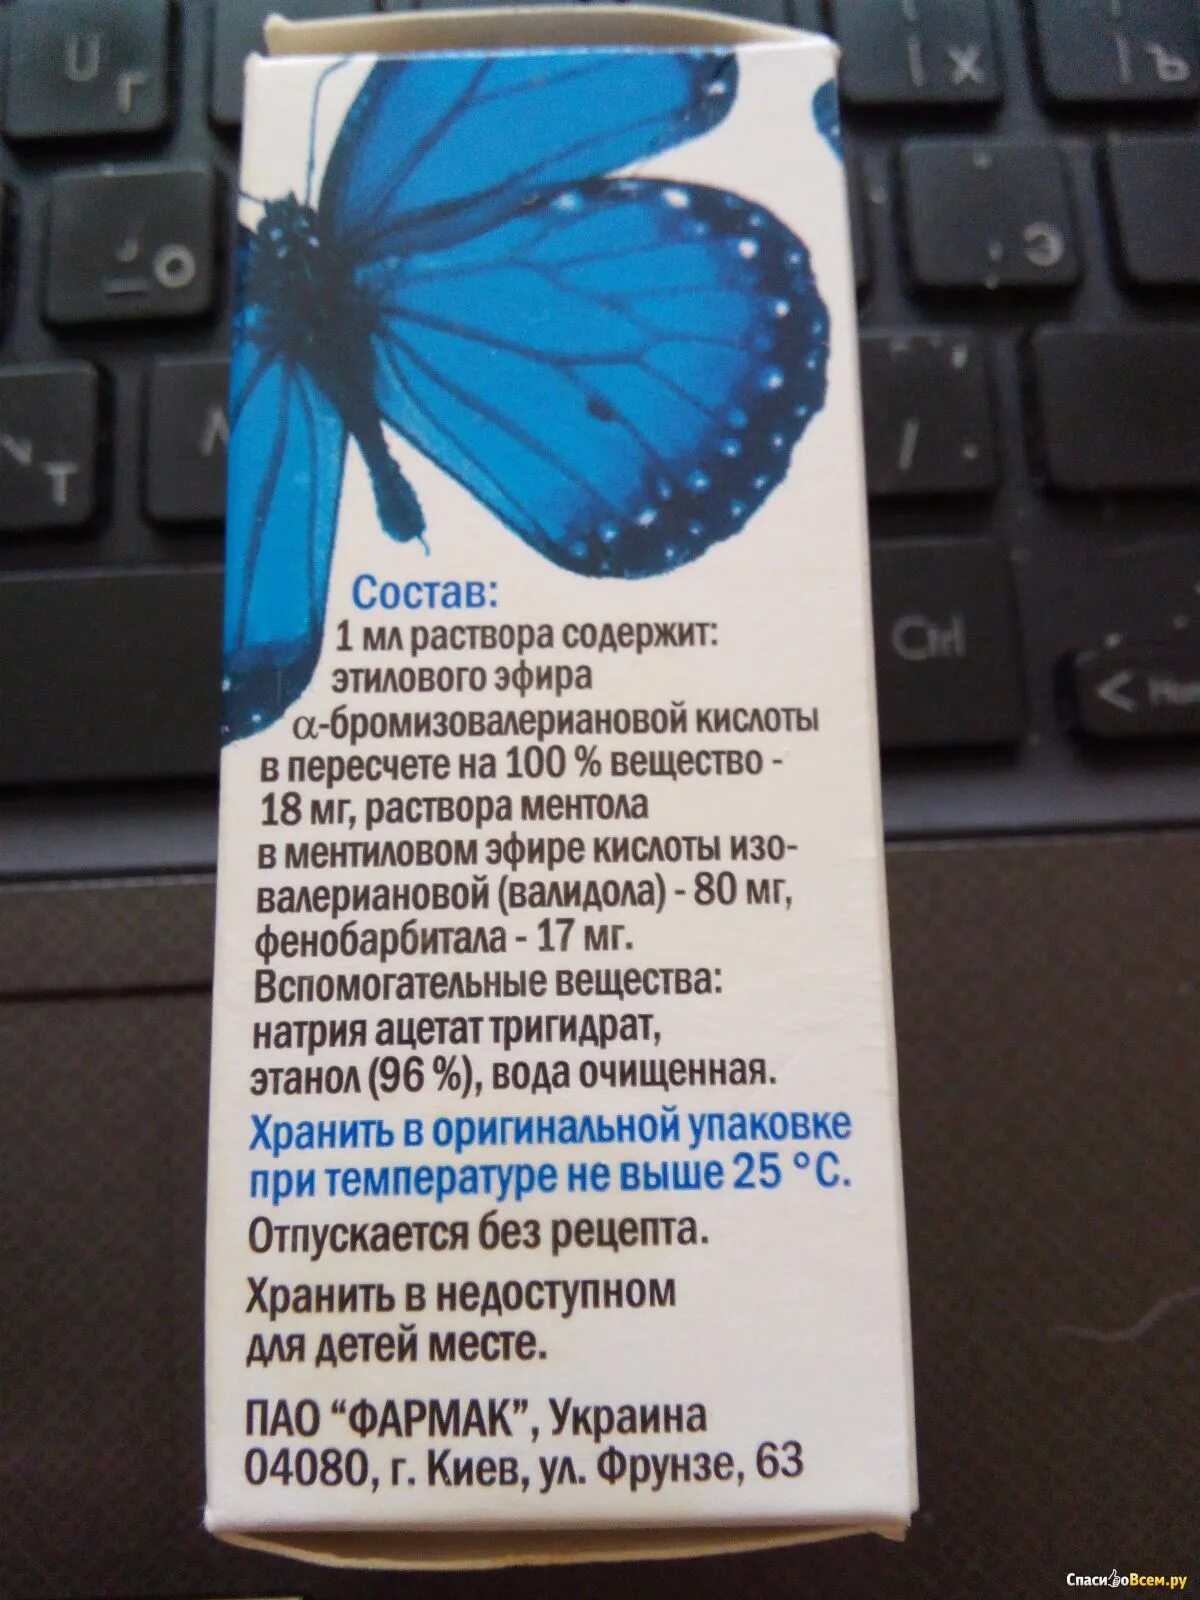 U Г
Х
Ъ
О
Э
Т
/ .
Ctrl
<
Состав:
1 мл раствора содержит:
этилового эфира
α-бромизовалериановой кислоты
в пересчете на 100 % вещество -
18 мг, раствора ментола
в ментиловом эфире кислоты изо-
валериановой (валидола) - 80 мг,
фенобарбитала - 17 мг.
Вспомогательные вещества:
натрия ацетат тригидрат,
этанол (96 %), вода очищенная.
Хранить в оригинальной упаковке
при температуре не выше 25 °С.
Отпускается без рецепта.
Хранить в недоступном
для детей месте.
ПАО “ФАРМАК”, Украина
04080, г. Киев, ул. Фрунзе, 63
СпасибоВсем.ру